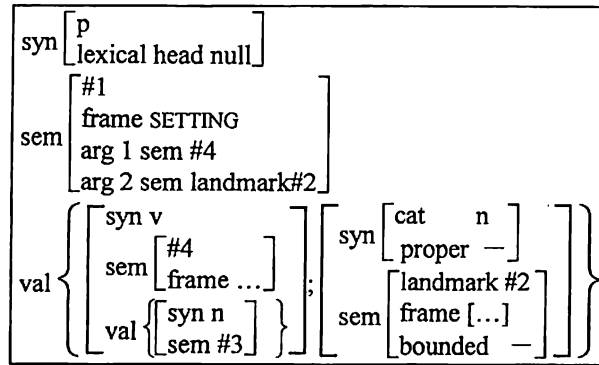 syn [p
lexical head null]
sem [#1
frame SETTING
arg 1 sem #4
arg 2 sem landmark#2]
val { [syn v
sem [#4
frame ...]
val {[syn n
sem #3]}] ; [syn [cat n
proper —]
sem [landmark #2
frame [...]
bounded —]] }